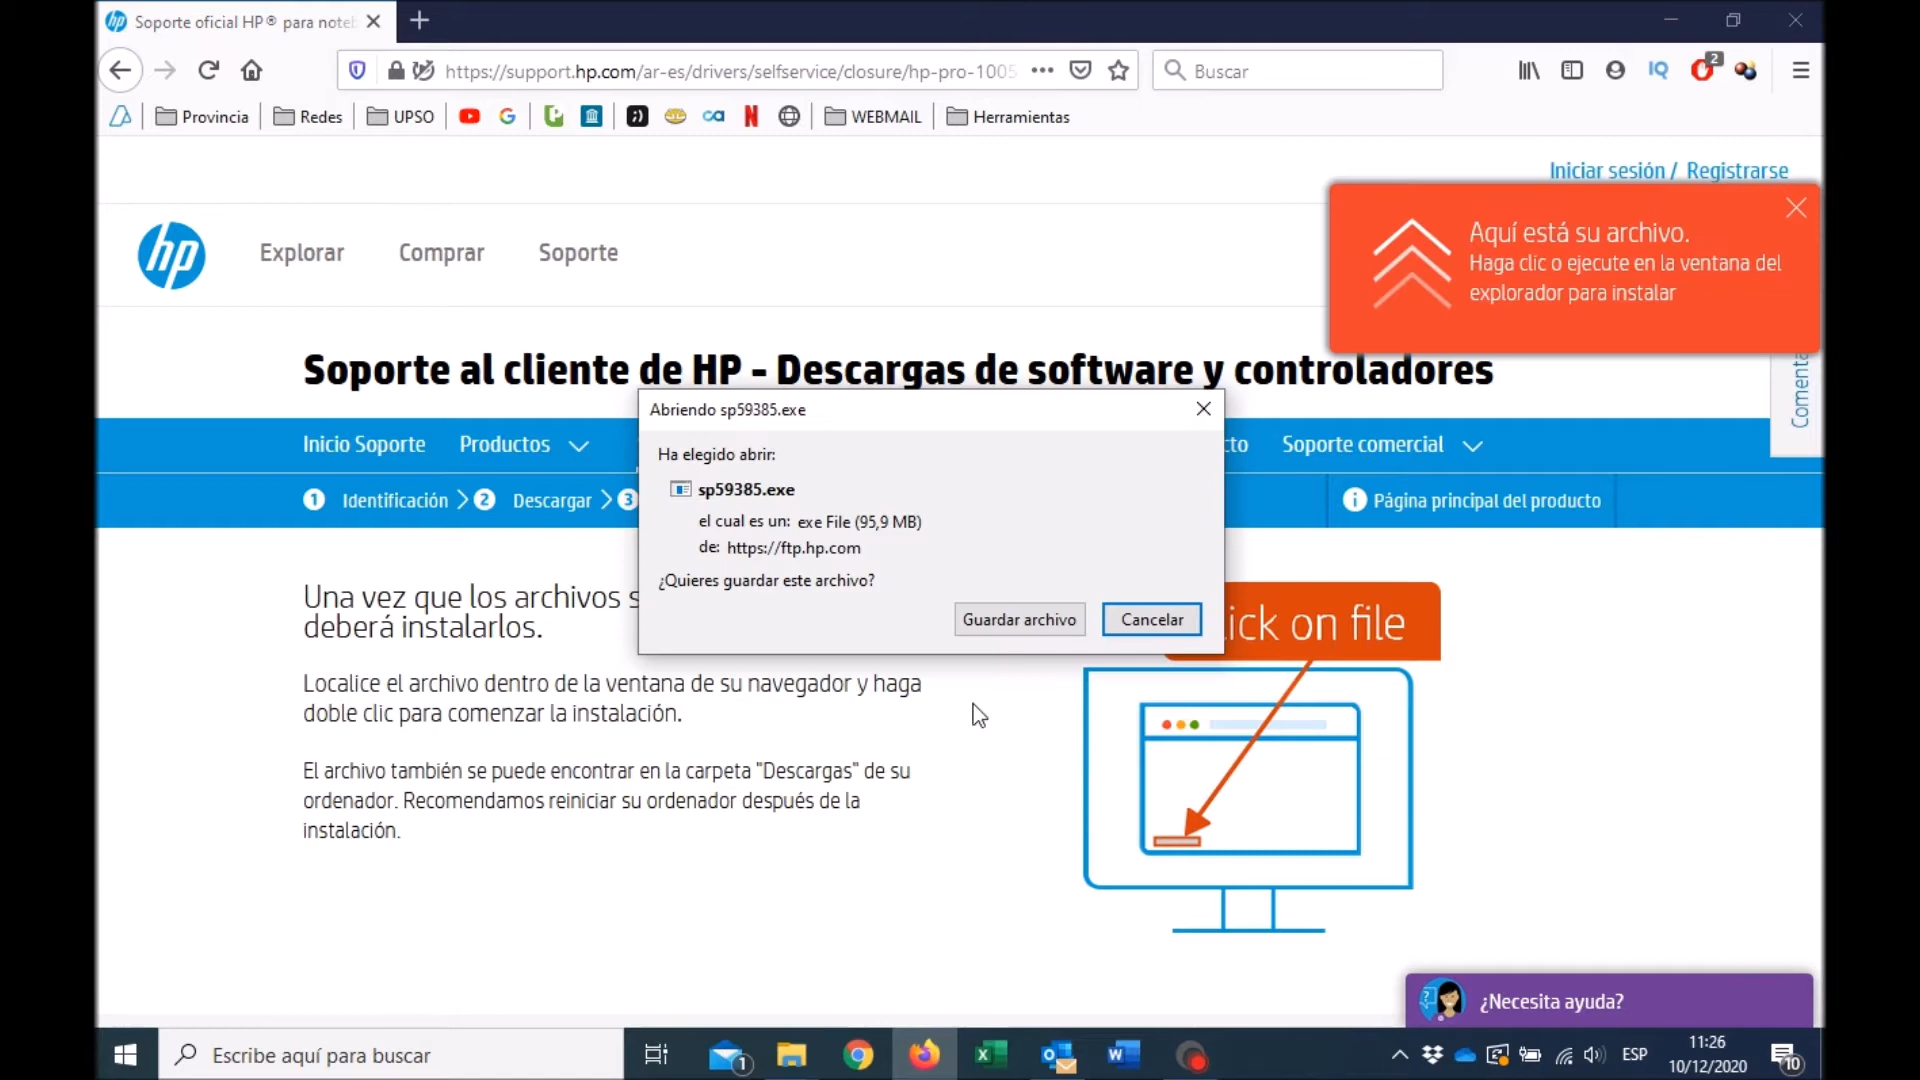 Soporte oficial HP® para noteb
https://support.hp.com/ar-es/drivers/selfservice/closure/hp-pro-1005
Buscar
IQ
2
Provincia
Redes
UPSO
WEBMAIL
Herramientas
Iniciar sesión / Registrarse
hp
Explorar
Comprar
Soporte
Aquí está su archivo.
Haga clic o ejecute en la ventana del
explorador para instalar
Soporte al cliente de HP - Descargas de software y controladores
Inicio Soporte
Productos
Soporte comercial
1 Identificación
2 Descargar
3
Página principal del producto
Abriendo sp59385.exe
Ha elegido abrir:
sp59385.exe
el cual es un: exe File (95,9 MB)
de: https://ftp.hp.com
¿Quieres guardar este archivo?
Guardar archivo
Cancelar
Una vez que los archivos
deberá instalarlos.
Localice el archivo dentro de la ventana de su navegador y haga
doble clic para comenzar la instalación.
El archivo también se puede encontrar en la carpeta "Descargas" de su
ordenador. Recomendamos reiniciar su ordenador después de la
instalación.
ick on file
¿Necesita ayuda?
Escribe aquí para buscar
1
ESP
11:26
10/12/2020
10